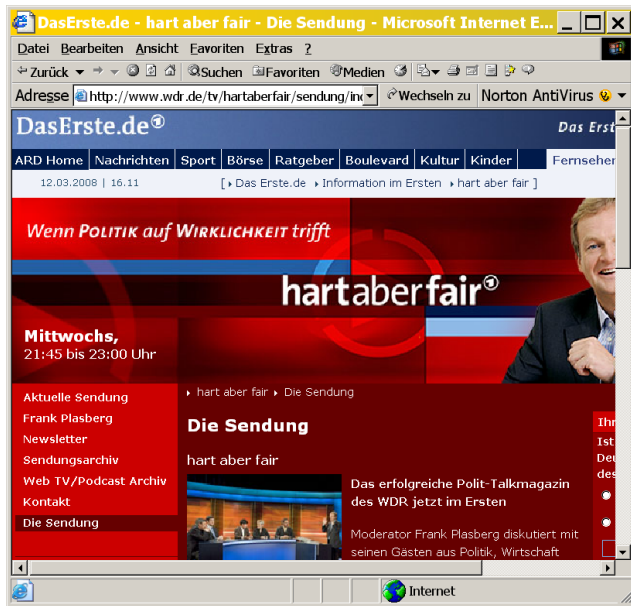 DasErste.de - hart aber fair - Die Sendung - Microsoft Internet E...
Datei Bearbeiten Ansicht Favoriten Extras ?
Zurück Suchen Favoriten Medien
Adresse http://www.wdr.de/tv/hartaberfair/sendung/in Wechseln zu Norton AntiVirus
DasErste.de Das Erst
ARD Home Nachrichten Sport Börse Ratgeber Boulevard Kultur Kinder Fernsehen
12.03.2008 | 16.11 [ Das Erste.de Information im Ersten hart aber fair ]
Wenn POLITIK auf WIRKLICHKEIT trifft
hartaberfair
Mittwochs,
21:45 bis 23:00 Uhr
Aktuelle Sendung
Frank Plasberg
Newsletter
Sendungsarchiv
Web TV/Podcast Archiv
Kontakt
Die Sendung
hart aber fair Die Sendung
Die Sendung
hart aber fair
Das erfolgreiche Polit-Talkmagazin
des WDR jetzt im Ersten
Moderator Frank Plasberg diskutiert mit
seinen Gästen aus Politik, Wirtschaft
Ihr
Ist
des
Internet